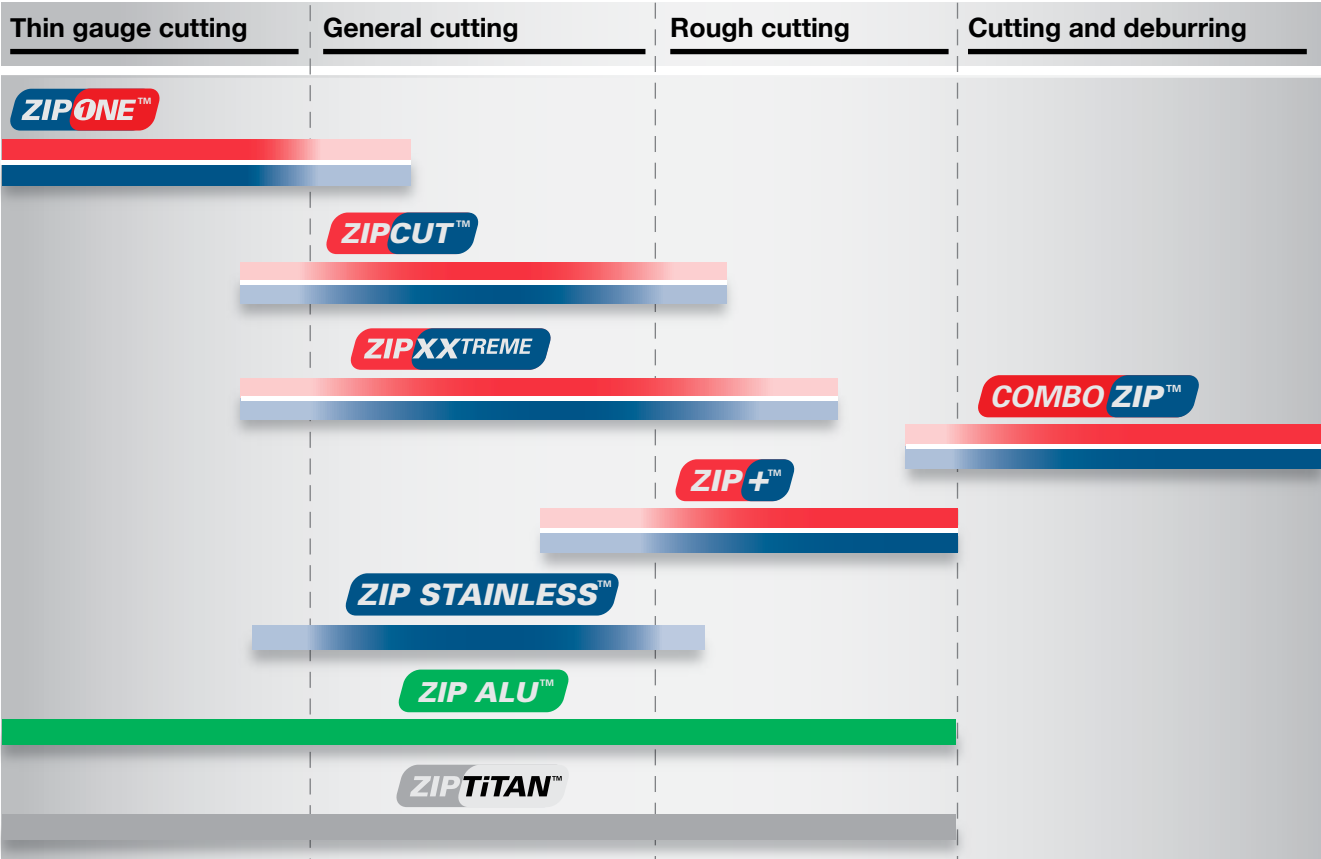 Thin gauge cutting
General cutting
Rough cutting
Cutting and deburring
ZIPONE™
ZIPCUT™
ZIPXXTREME
COMBO ZIP™
ZIP+™
ZIP STAINLESS™
ZIP ALU™
ZIPTiTAN™